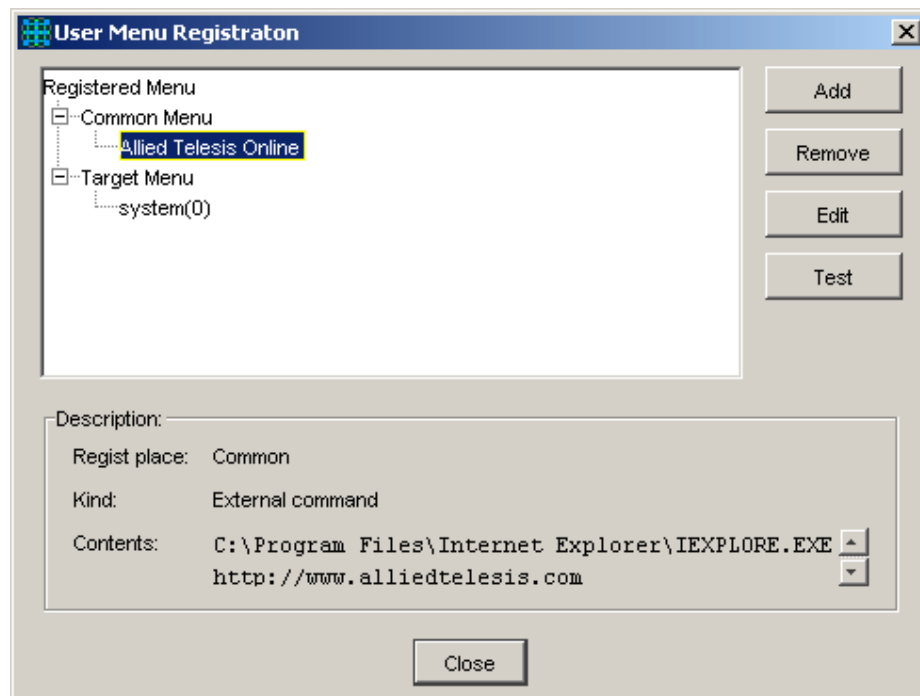 User Menu Registraton
Registered Menu
Common Menu
Allied Telesis Online
Target Menu
system(0)
Add
Remove
Edit
Test
Description:
Regist place: Common
Kind: External command
Contents: C:\Program Files\Internet Explorer\IEXPLORE.EXE
http://www.alliedtelesis.com
Close